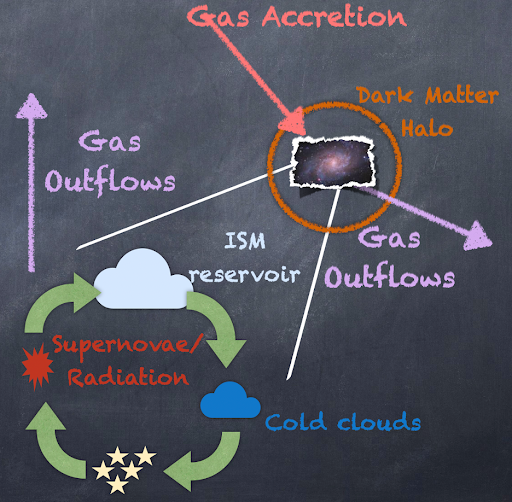 Gas Accretion
Dark Matter
Halo
Gas
Outflows
ISM
reservoir
Gas
Outflows
Supernovae/
Radiation
Cold clouds